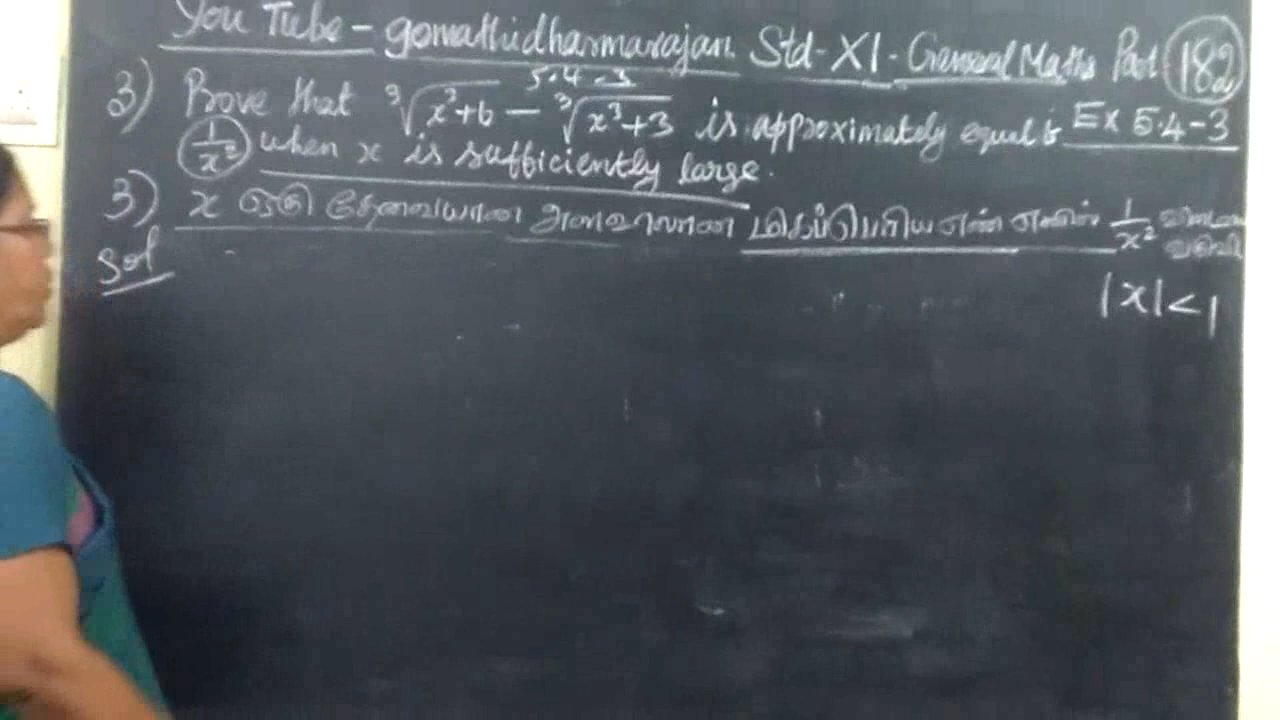 You Tube - gomathidharmarajan. Std-XI - General Maths Part 182
5.4-3
3) Prove that ∛x³+6 − ∛x³+3 is approximately equal to Ex 5.4-3
1/x² when x is sufficiently large.
3) x ஒரு தேவையான அளவிலான மிகப்பெரிய எண் எனில் 1/x²
Sol
|x| < 1